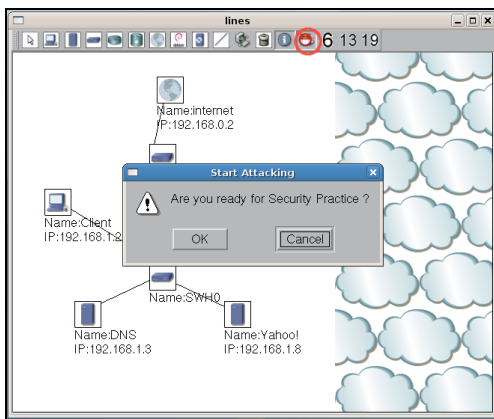 lines
6 13 19
Name:internet
IP:192.168.0.2
Start Attacking
Are you ready for Security Practice ?
OK
Cancel
Name:Client
IP:192.168.1.2
Name:SWH0
Name:DNS
IP:192.168.1.3
Name:Yahoo!
IP:192.168.1.8